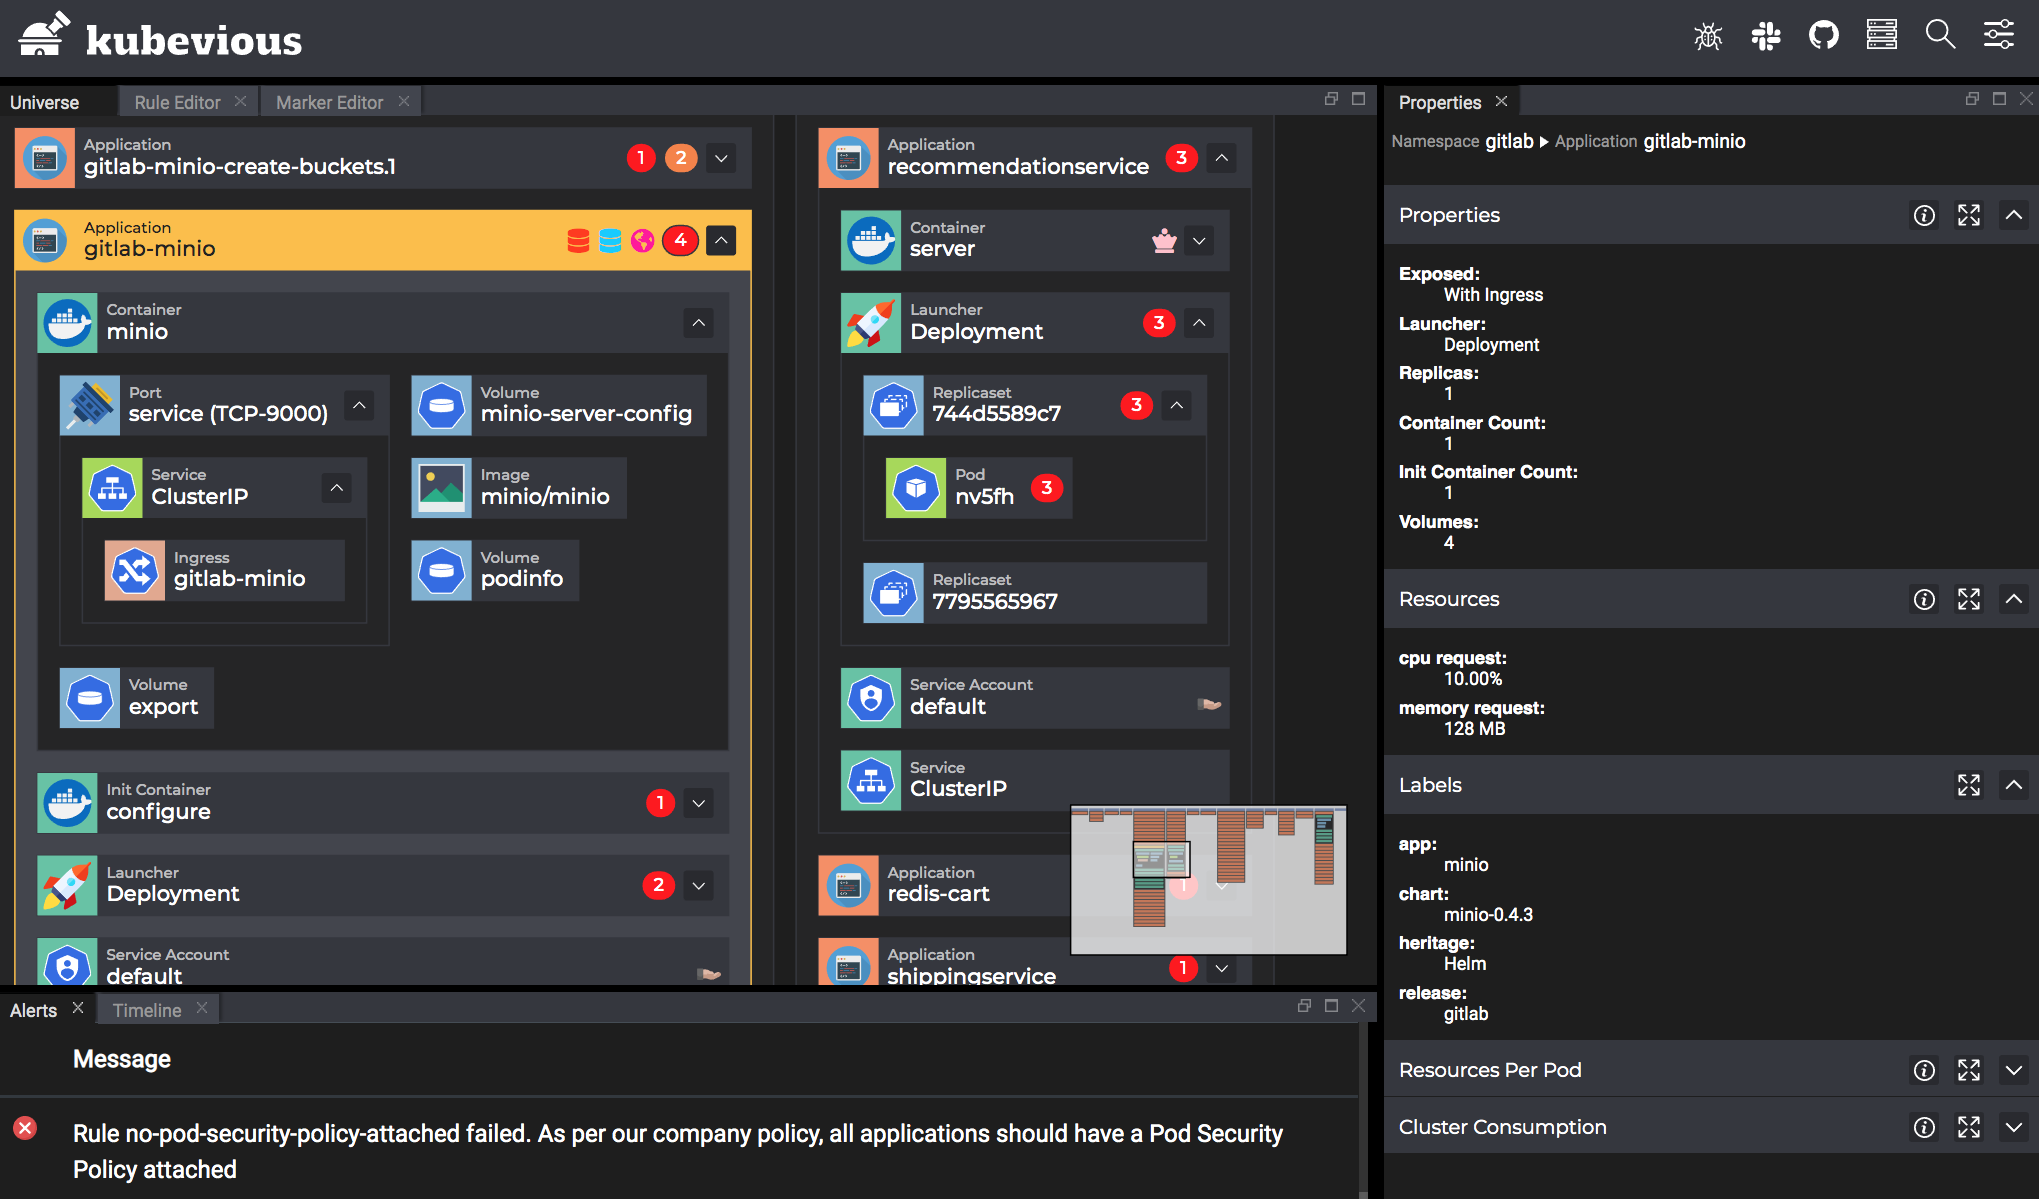 kubevious
Universe
Rule Editor
Marker Editor
Application
gitlab-minio-create-buckets.1
1
2
Application
gitlab-minio
4
Container
minio
Port
service (TCP-9000)
Service
ClusterIP
Ingress
gitlab-minio
Volume
minio-server-config
Image
minio/minio
Volume
podinfo
Volume
export
Init Container
configure
1
Launcher
Deployment
2
Service Account
default
Application
recommendationservice
3
Container
server
Launcher
Deployment
3
Replicaset
744d5589c7
3
Pod
nv5fh
3
Replicaset
7795565967
Service Account
default
Service
ClusterIP
Application
redis-cart
1
Application
shippingservice
1
Alerts
Timeline
Message
Rule no-pod-security-policy-attached failed. As per our company policy, all applications should have a Pod Security
Policy attached
Properties
Namespace gitlab Application gitlab-minio
Properties
Exposed:
With Ingress
Launcher:
Deployment
Replicas:
1
Container Count:
1
Init Container Count:
1
Volumes:
4
Resources
cpu request:
10.00%
memory request:
128 MB
Labels
app:
minio
chart:
minio-0.4.3
heritage:
Helm
release:
gitlab
Resources Per Pod
Cluster Consumption